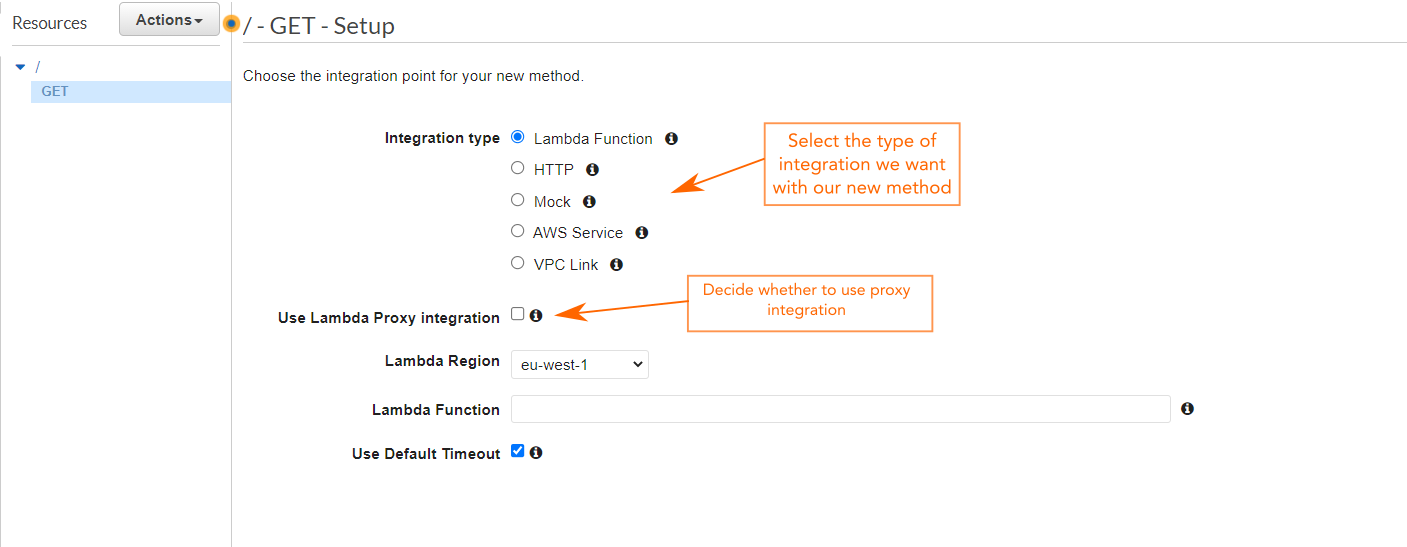 Resources
Actions
/ - GET - Setup
/
GET
Choose the integration point for your new method.
Integration type
Lambda Function
HTTP
Mock
AWS Service
VPC Link
Select the type of
integration we want
with our new method
Use Lambda Proxy integration
Decide whether to use proxy
integration
Lambda Region
eu-west-1
Lambda Function
Use Default Timeout